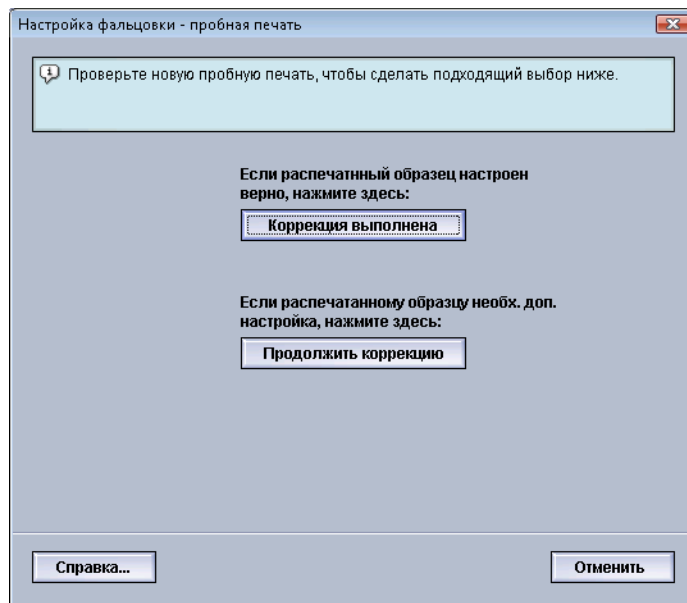 Настройка фальцовки - пробная печать
Проверьте новую пробную печать, чтобы сделать подходящий выбор ниже.
Если распечатнный образец настроен
верно, нажмите здесь:
Коррекция выполнена
Если распечатанному образцу необх. доп.
настройка, нажмите здесь:
Продолжить коррекцию
Справка...
Отменить